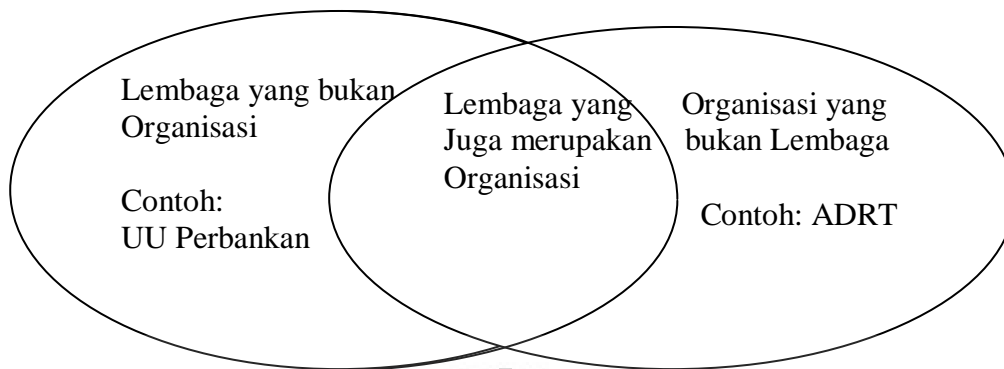 Lembaga yang bukan
Organisasi
Contoh:
UU Perbankan
Lembaga yang
Juga merupakan
Organisasi
Organisasi yang
bukan Lembaga
Contoh: ADRT